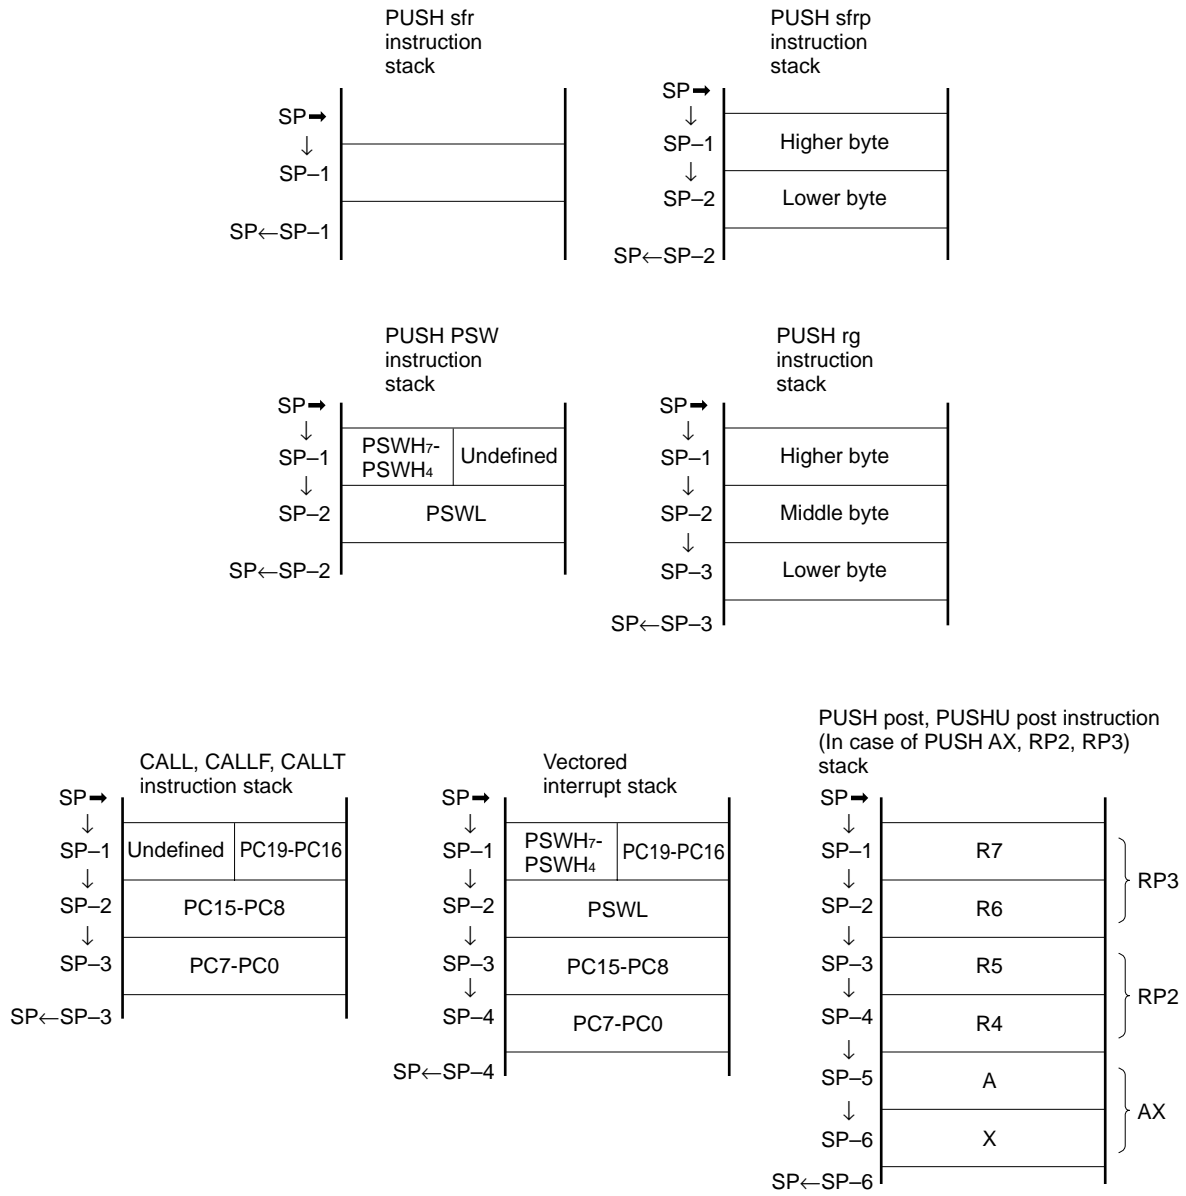 PUSH sfr
instruction
stack
SP➡
↓
SP–1
SP←SP–1
PUSH sfrp
instruction
stack
SP➡
↓
SP–1 Higher byte
↓
SP–2 Lower byte
SP←SP–2
PUSH PSW
instruction
stack
SP➡
↓
SP–1 PSWH7- Undefined
PSWH4
↓
SP–2 PSWL
SP←SP–2
PUSH rg
instruction
stack
SP➡
↓
SP–1 Higher byte
↓
SP–2 Middle byte
↓
SP–3 Lower byte
SP←SP–3
CALL, CALLF, CALLT
instruction stack
SP➡
↓
SP–1 Undefined PC19-PC16
↓
SP–2 PC15-PC8
↓
SP–3 PC7-PC0
SP←SP–3
Vectored
interrupt stack
SP➡
↓
SP–1 PSWH7- PC19-PC16
PSWH4
↓
SP–2 PSWL
↓
SP–3 PC15-PC8
↓
SP–4 PC7-PC0
SP←SP–4
PUSH post, PUSHU post instruction
(In case of PUSH AX, RP2, RP3)
stack
SP➡
↓
SP–1 R7
↓
RP3
SP–2 R6
↓
SP–3 R5
↓
RP2
SP–4 R4
↓
SP–5 A
↓
AX
SP–6 X
SP←SP–6